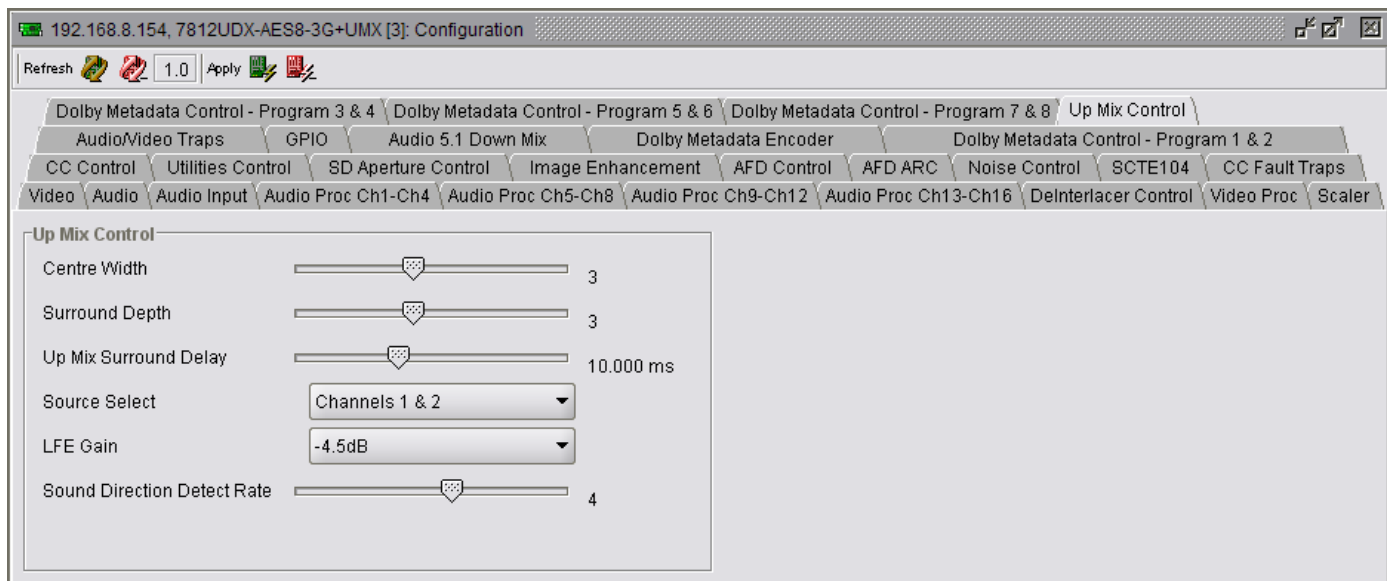 192.168.8.154, 7812UDX-AES8-3G+UMX [3]: Configuration
Refresh 1.0 Apply
Dolby Metadata Control - Program 3 & 4 Dolby Metadata Control - Program 5 & 6 Dolby Metadata Control - Program 7 & 8 Up Mix Control
Audio/Video Traps GPIO Audio 5.1 Down Mix Dolby Metadata Encoder Dolby Metadata Control - Program 1 & 2
CC Control Utilities Control SD Aperture Control Image Enhancement AFD Control AFD ARC Noise Control SCTE104 CC Fault Traps
Video Audio Audio Input Audio Proc Ch1-Ch4 Audio Proc Ch5-Ch8 Audio Proc Ch9-Ch12 Audio Proc Ch13-Ch16 DeInterlacer Control Video Proc Scaler
Up Mix Control
Centre Width 3
Surround Depth 3
Up Mix Surround Delay 10.000 ms
Source Select Channels 1 & 2
LFE Gain -4.5dB
Sound Direction Detect Rate 4